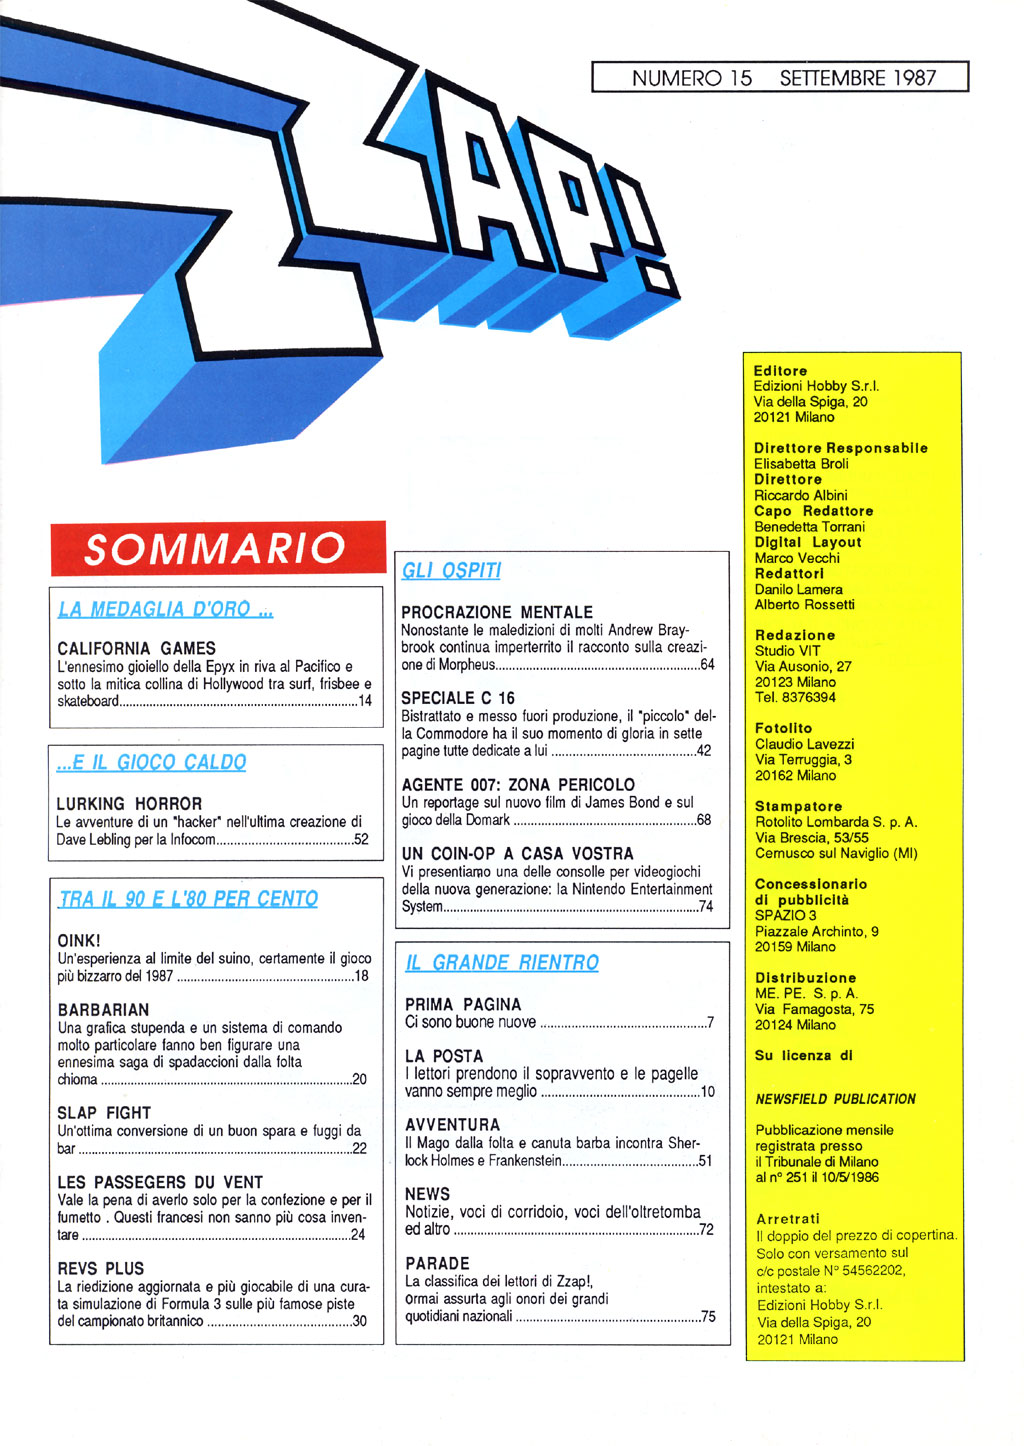 ZZAP!
NUMERO 15 SETTEMBRE 1987
SOMMARIO
LA MEDAGLIA D'ORO ...
CALIFORNIA GAMES
L'ennesimo gioiello della Epyx in riva al Pacifico e
sotto la mitica collina di Hollywood tra surf, frisbee e
skateboard.......................................................................14
...E IL GIOCO CALDO
LURKING HORROR
Le avventure di un "hacker" nell'ultima creazione di
Dave Lebling per la Infocom.........................................52
TRA IL 90 E L'80 PER CENTO
OINK!
Un'esperienza al limite del suino, certamente il gioco
più bizzarro del 1987 .....................................................18
BARBARIAN
Una grafica stupenda e un sistema di comando
molto particolare fanno ben figurare una
ennesima saga di spadaccioni dalla folta
chioma ...........................................................................20
SLAP FIGHT
Un'ottima conversione di un buon spara e fuggi da
bar ..................................................................................22
LES PASSEGERS DU VENT
Vale la pena di averlo solo per la confezione e per il
fumetto . Questi francesi non sanno più cosa inven-
tare ................................................................................24
REVS PLUS
La riedizione aggiornata e più giocabile di una cura-
ta simulazione di Formula 3 sulle più famose piste
del campionato britannico ...........................................30
GLI OSPITI
PROCRAZIONE MENTALE
Nonostante le maledizioni di molti Andrew Bray-
brook continua imperterrito il racconto sulla creazi-
one di Morpheus.............................................................64
SPECIALE C 16
Bistrattato e messo fuori produzione, il "piccolo" del-
la Commodore ha il suo momento di gloria in sette
pagine tutte dedicate a lui ...........................................42
AGENTE 007: ZONA PERICOLO
Un reportage sul nuovo film di James Bond e sul
gioco della Domark .......................................................68
UN COIN-OP A CASA VOSTRA
Vi presentiamo una delle consolle per videogiochi
della nuova generazione: la Nintendo Entertainment
System............................................................................74
IL GRANDE RIENTRO
PRIMA PAGINA
Ci sono buone nuove ..................................................7
LA POSTA
I lettori prendono il sopravvento e le pagelle
vanno sempre meglio ................................................10
AVVENTURA
Il Mago dalla folta e canuta barba incontra Sher-
lock Holmes e Frankenstein.........................................51
NEWS
Notizie, voci di corridoio, voci dell'oltretomba
ed altro .........................................................................72
PARADE
La classifica dei lettori di Zzap!,
ormai assurta agli onori dei grandi
quotidiani nazionali .......................................................75
Editore
Edizioni Hobby S.r.l.
Via della Spiga, 20
20121 Milano
Direttore Responsabile
Elisabetta Broli
Direttore
Riccardo Albini
Capo Redattore
Benedetta Torrani
Digital Layout
Marco Vecchi
Redattori
Danilo Lamera
Alberto Rossetti
Redazione
Studio VIT
Via Ausonio, 27
20123 Milano
Tel. 8376394
Fotolito
Claudio Lavezzi
Via Terruggia, 3
20162 Milano
Stampatore
Rotolito Lombarda S. p. A.
Via Brescia, 53/55
Cernusco sul Naviglio (MI)
Concessionario
di pubblicità
SPAZIO 3
Piazzale Archinto, 9
20159 Milano
Distribuzione
ME. PE. S. p. A.
Via Famagosta, 75
20124 Milano
Su licenza di
NEWSFIELD PUBLICATION
Pubblicazione mensile
registrata presso
il Tribunale di Milano
al n° 251 il 10/5/1986
Arretrati
Il doppio del prezzo di copertina.
Solo con versamento sul
c/c postale N° 54562202,
intestato a:
Edizioni Hobby S.r.l.
Via della Spiga, 20
20121 Milano